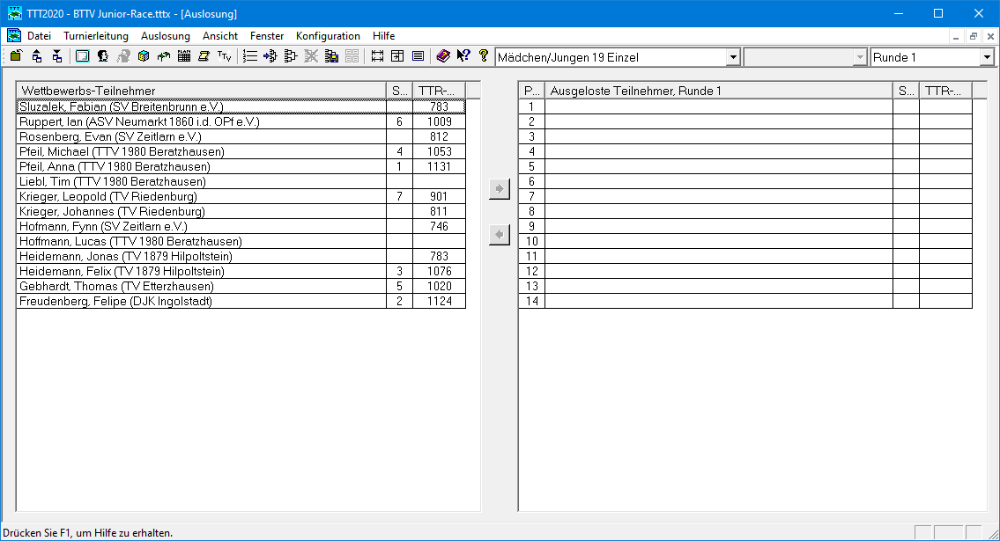 TTT2020 - BTTV Junior-Race.tttx - [Auslosung]
Datei Turnierleitung Auslosung Ansicht Fenster Konfiguration Hilfe
Mädchen/Jungen 19 Einzel Runde 1
Wettbewerbs-Teilnehmer S... TTR-...
Sluzalek, Fabian (SV Breitenbrunn e.V.) 783
Ruppert, Ian (ASV Neumarkt 1860 i.d. OPf e.V.) 6 1009
Rosenberg, Evan (SV Zeitlarn e.V.) 812
Pfeil, Michael (TTV 1980 Beratzhausen) 4 1053
Pfeil, Anna (TTV 1980 Beratzhausen) 1 1131
Liebl, Tim (TTV 1980 Beratzhausen)
Krieger, Leopold (TV Riedenburg) 7 901
Krieger, Johannes (TV Riedenburg) 811
Hofmann, Fynn (SV Zeitlarn e.V.) 746
Hoffmann, Lucas (TTV 1980 Beratzhausen)
Heidemann, Jonas (TV 1879 Hilpoltstein) 783
Heidemann, Felix (TV 1879 Hilpoltstein) 3 1076
Gebhardt, Thomas (TV Etterzhausen) 5 1020
Freudenberg, Felipe (DJK Ingolstadt) 2 1124
P... Ausgeloste Teilnehmer, Runde 1 S... TTR-...
1
2
3
4
5
6
7
8
9
10
11
12
13
14
Drücken Sie F1, um Hilfe zu erhalten.